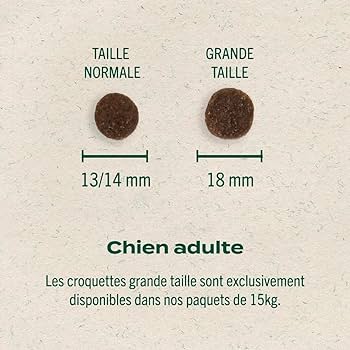 TAILLE
NORMALE
GRANDE
TAILLE
13/14 mm
18 mm
Chien adulte
Les croquettes grande taille sont exclusivement
disponibles dans nos paquets de 15kg.